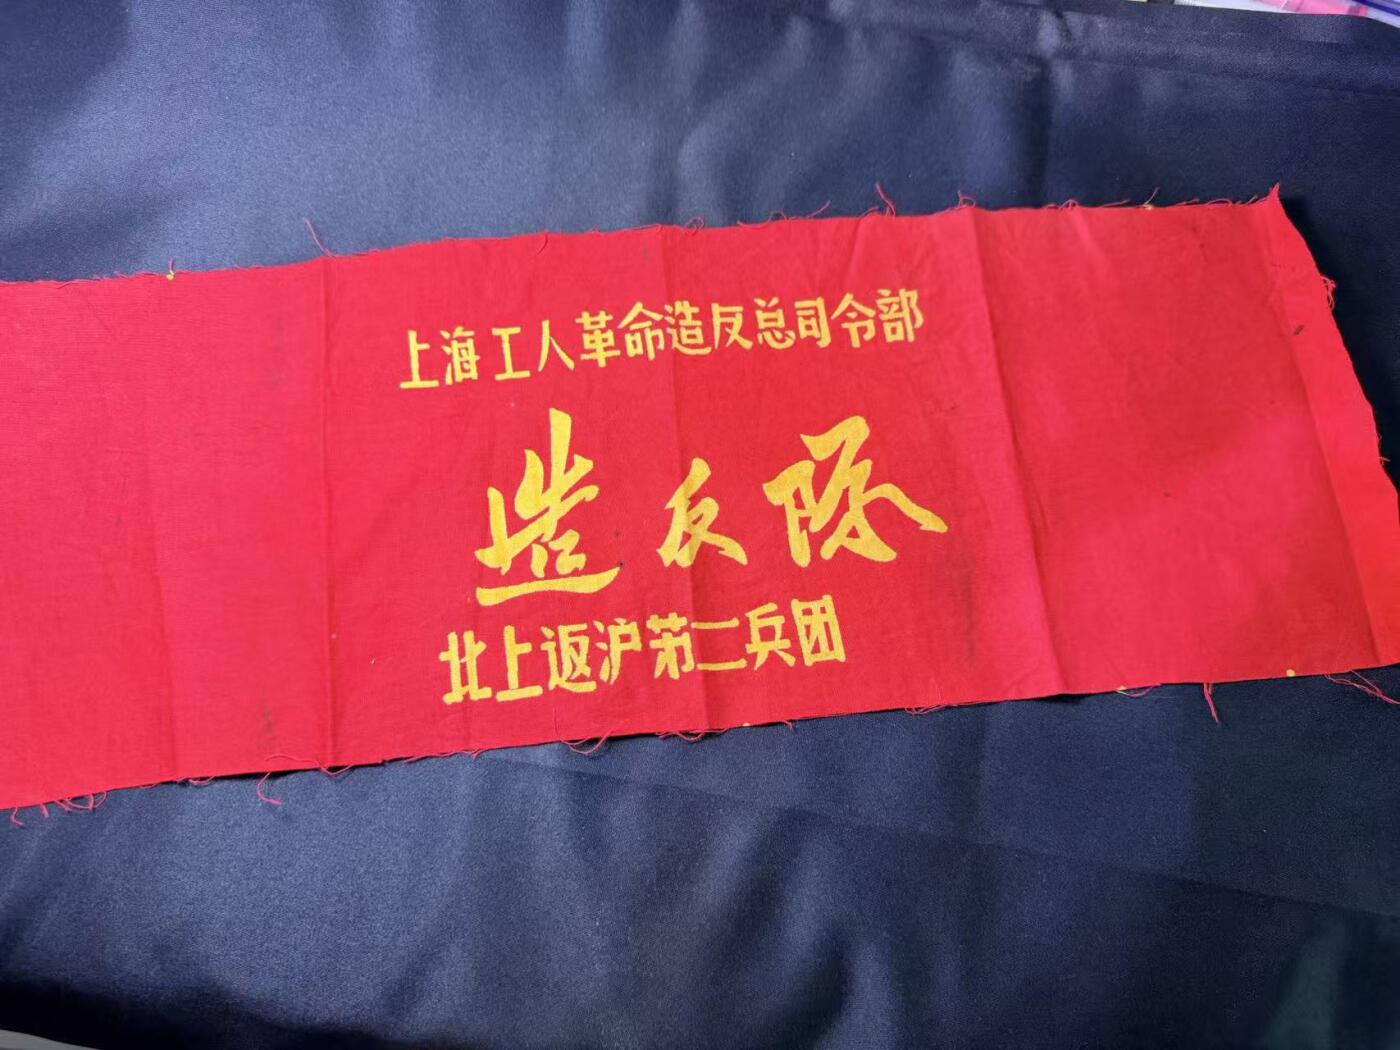 上海工人革命造反总司令部
造反队
北上返沪第二兵团